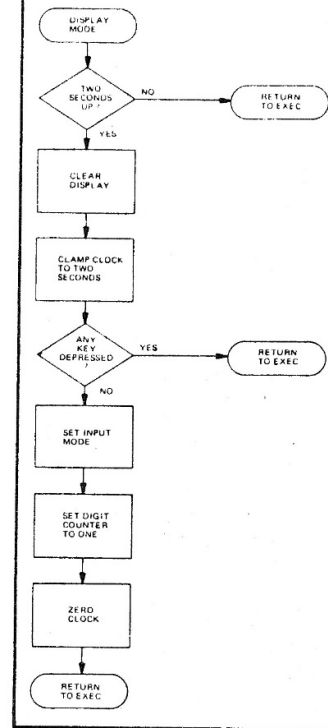 DISPLAY
MODE
TWO
SECONDS
UP ?
NO
RETURN
TO EXEC
YES
CLEAR
DISPLAY
CLAMP CLOCK
TO TWO
SECONDS
ANY
KEY
DEPRESSED
?
YES
RETURN
TO EXEC
NO
SET INPUT
MODE
SET DIGIT
COUNTER
TO ONE
ZERO
CLOCK
RETURN
TO EXEC